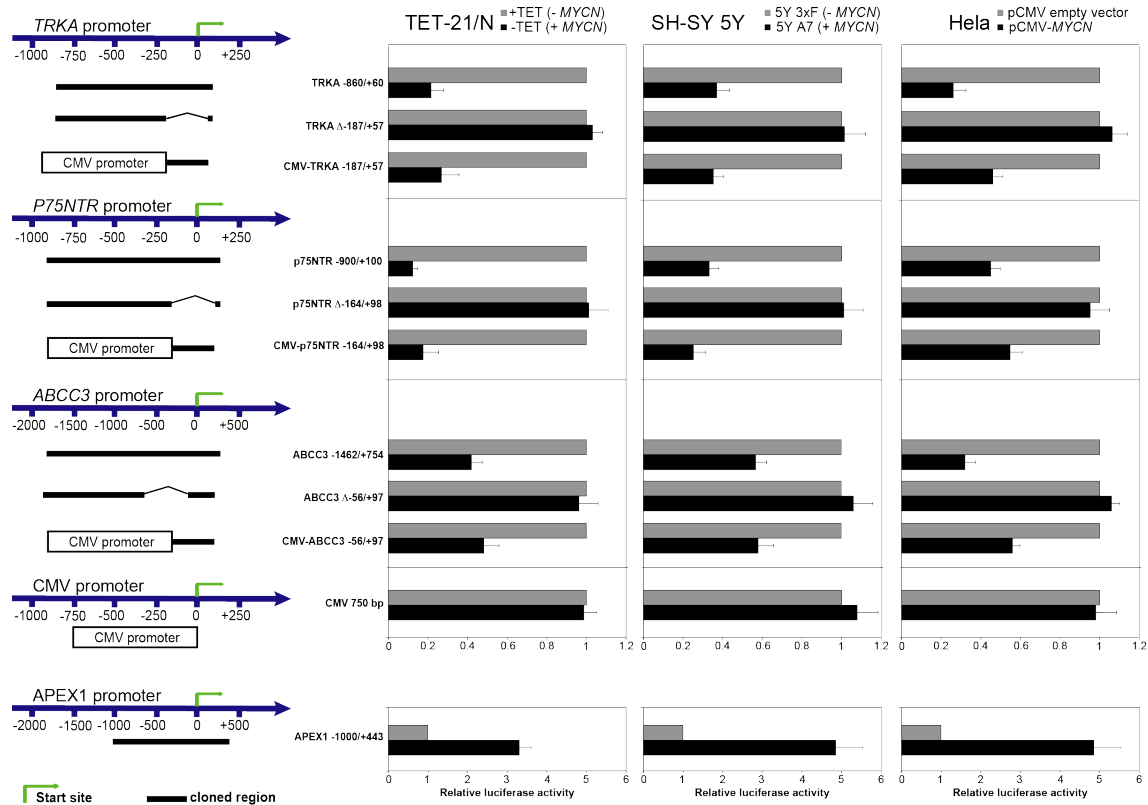 TET-21/N
+TET (- MYCN)
-TET (+ MYCN)
SH-SY 5Y
5Y 3xF (- MYCN)
5Y A7 (+ MYCN)
Hela
pCMV empty vector
pCMV-MYCN
TRKA
-1000 -750 -250 0 +250
TRKA -860/+60
TRKA Δ-187/+57
CMV promoter
CMV-TRKA -187/+57
P75NTR promoter
-1000 -750 -500 -250 0 +250
p75NTR -900/+100
p75NTR Δ-164/+98
CMV promoter
CMV-p75NTR -164/+98
ABCC3 promoter
-2000 -1500 -1000 -500 0 +500
ABCC3 -1462/+754
ABCC3 Δ-56/+97
CMV promoter
CMV-ABCC3 -56/+97
CMV promoter
-1000 -750 -500 -250 0 +250
CMV 750 bp
CMV promoter
0 0.2 0.4 0.6 0.8 1 1.2
0 0.2 0.4 0.6 0.8 1 1.2
0 0.2 0.4 0.6 0.8 1 1.2
APEX1 promoter
-2000 -1500 -1000 -500 0 +500
APEX1 -1000/+443
0 1 2 3 4 5 6
0 1 2 3 4 5 6
0 1 2 3 4 5 6
Relative luciferase activity
Relative luciferase activity
Relative luciferase activity
Start site
cloned region